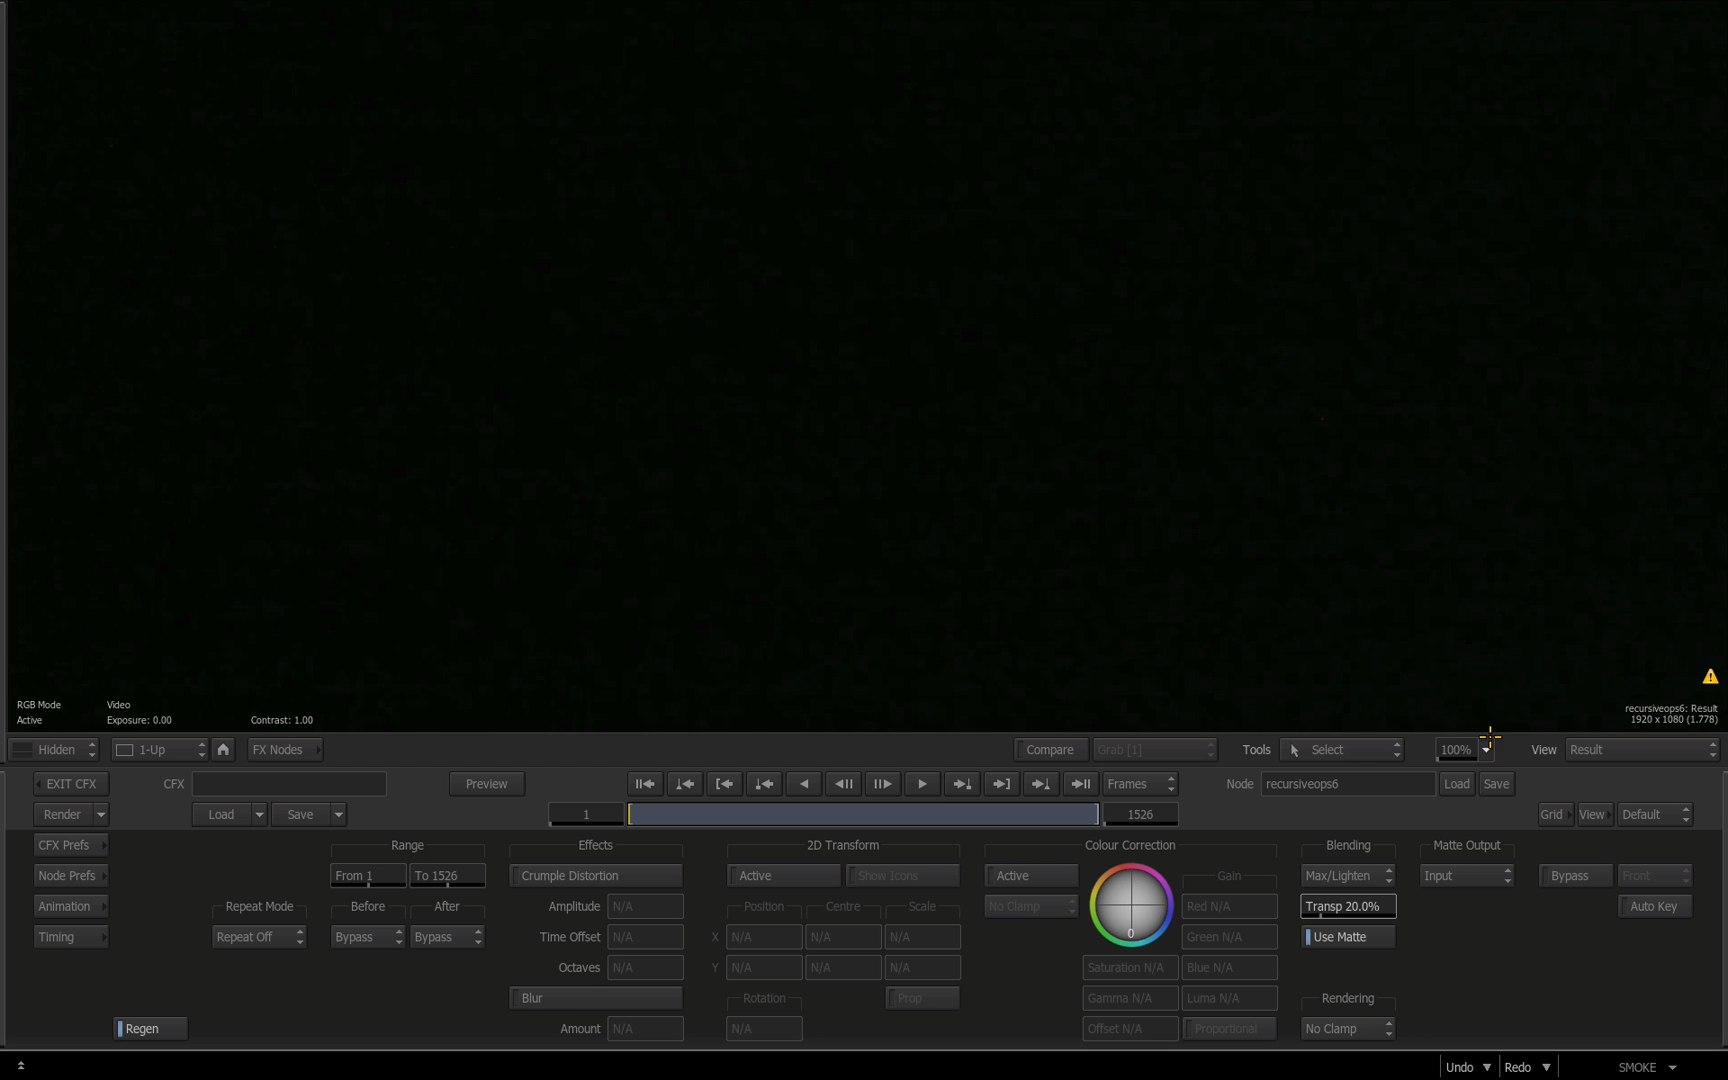 RGB Mode Video
Active Exposure: 0.00 Contrast: 1.00
recursiveops6: Result
1920 x 1080 (1.778)
Hidden 1-Up FX Nodes Compare Grab [1] Tools Select 100% View Result
EXIT CFX CFX Preview Frames Node recursiveops6 Load Save
Render Load Save 1 1526 Grid View Default
CFX Prefs Range Effects 2D Transform Colour Correction Blending Matte Output
Node Prefs From 1 To 1526 Crumple Distortion Active Show Icons Active Gain Max/Lighten Input Bypass Front
Animation Repeat Mode Before After Amplitude N/A Position Centre Scale No Clamp Red N/A Transp 20.0% Auto Key
Timing Repeat Off Bypass Bypass Time Offset N/A X N/A N/A N/A 0 Green N/A Use Matte
Octaves N/A Y N/A N/A N/A Saturation N/A Blue N/A
Blur Rotation Prop Gamma N/A Luma N/A Rendering
Regen Amount N/A N/A Offset N/A Proportional No Clamp
Undo Redo SMOKE